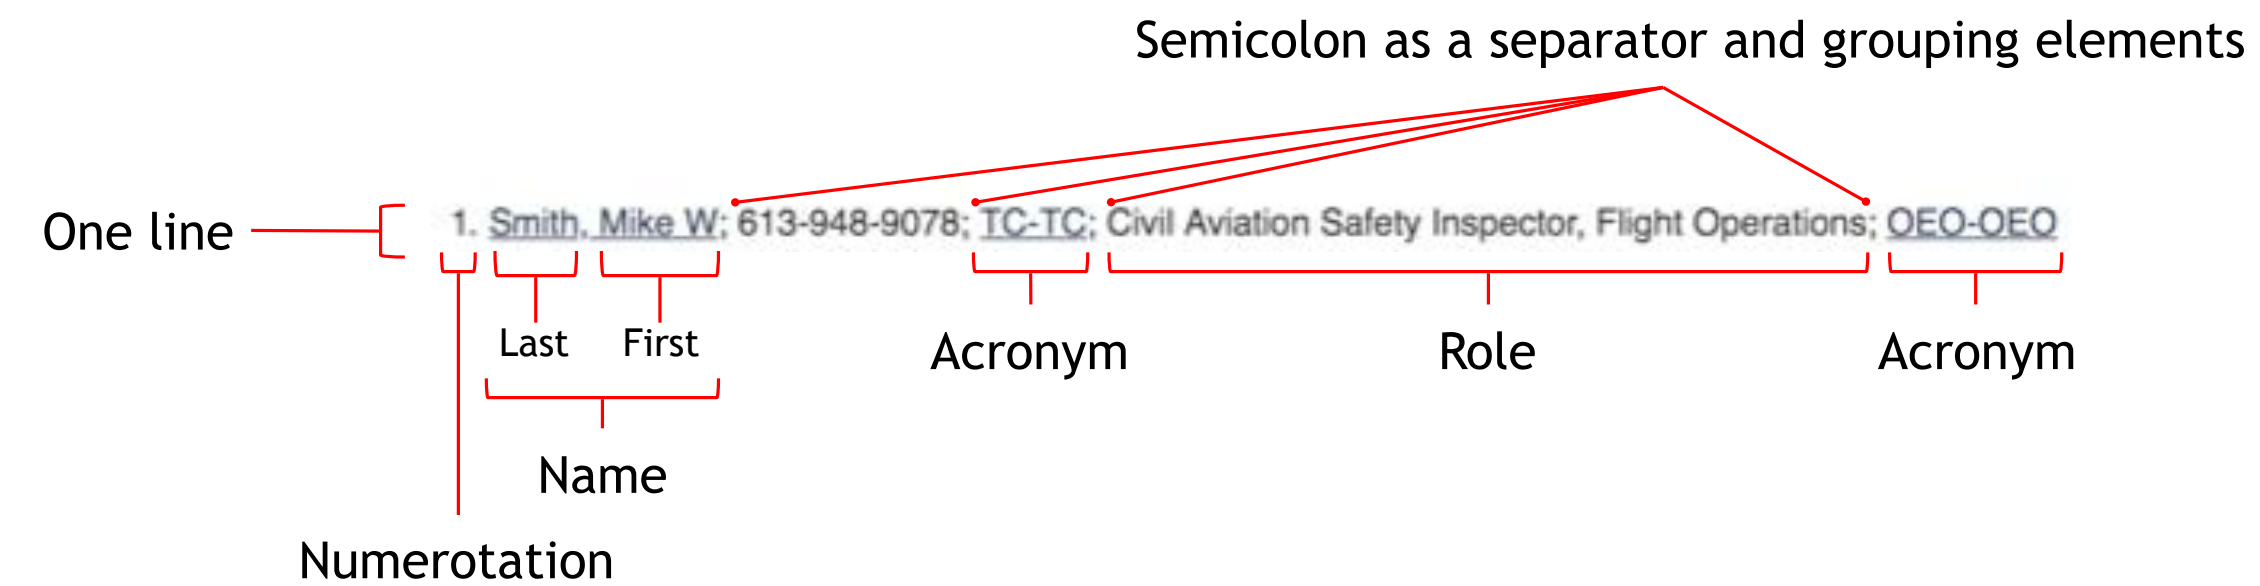 Semicolon as a separator and grouping elements
One line
1. Smith, Mike W; 613-948-9078; TC-TC; Civil Aviation Safety Inspector, Flight Operations; OEO-OEO
Last First
Acronym Role Acronym
Name
Numerotation